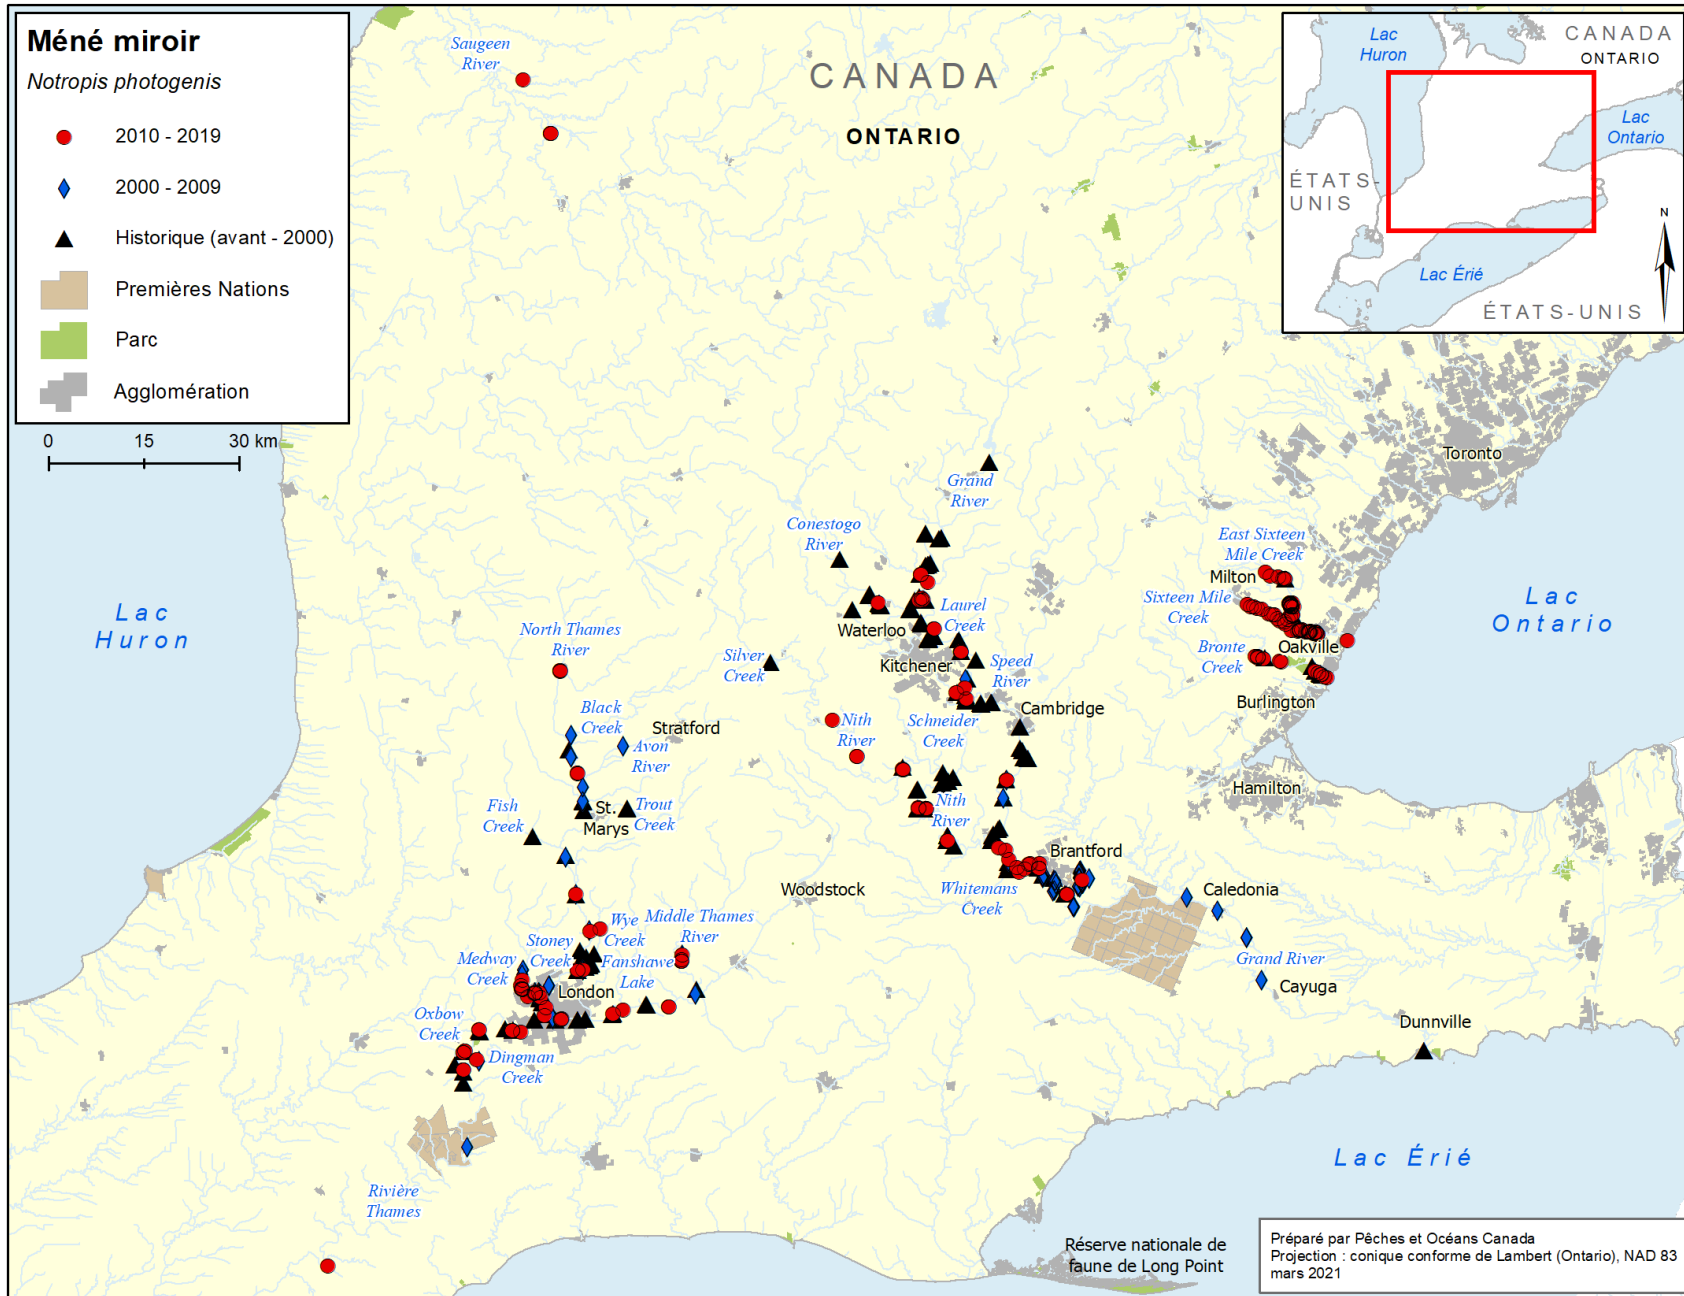 Méné miroir
Notropis photogenis
2010 - 2019
2000 - 2009
Historique (avant - 2000)
Premières Nations
Parc
Agglomération
0 15 30 km
Saugeen
River
CANADA
ONTARIO
Lac
Huron
CANADA
ONTARIO
Lac
Ontario
ÉTATS-
UNIS
Lac Érié
ÉTATS-UNIS
N
Toronto
Grand
River
Conestogo
River
East Sixteen
Mile Creek
Milton
Sixteen Mile
Creek
Laurel
Creek
Waterloo
Lac
Huron
Lac
Ontario
North Thames
River
Silver
Creek
Kitchener
Speed
River
Bronte
Creek
Oakville
Burlington
Black
Creek
Stratford
Avon
River
Nith
River
Schneider
Creek
Cambridge
Hamilton
Fish
Creek
St.
Marys
Trout
Creek
Nith
River
Brantford
Woodstock
Whitemans
Creek
Caledonia
Grand River
Cayuga
Dunnville
Wye
Creek
Middle Thames
River
Stoney
Creek
Fanshawe
Lake
Medway
Creek
London
Oxbow
Creek
Dingman
Creek
Rivière
Thames
Lac Érié
Réserve nationale de
faune de Long Point
Préparé par Pêches et Océans Canada
Projection : conique conforme de Lambert (Ontario), NAD 83
mars 2021